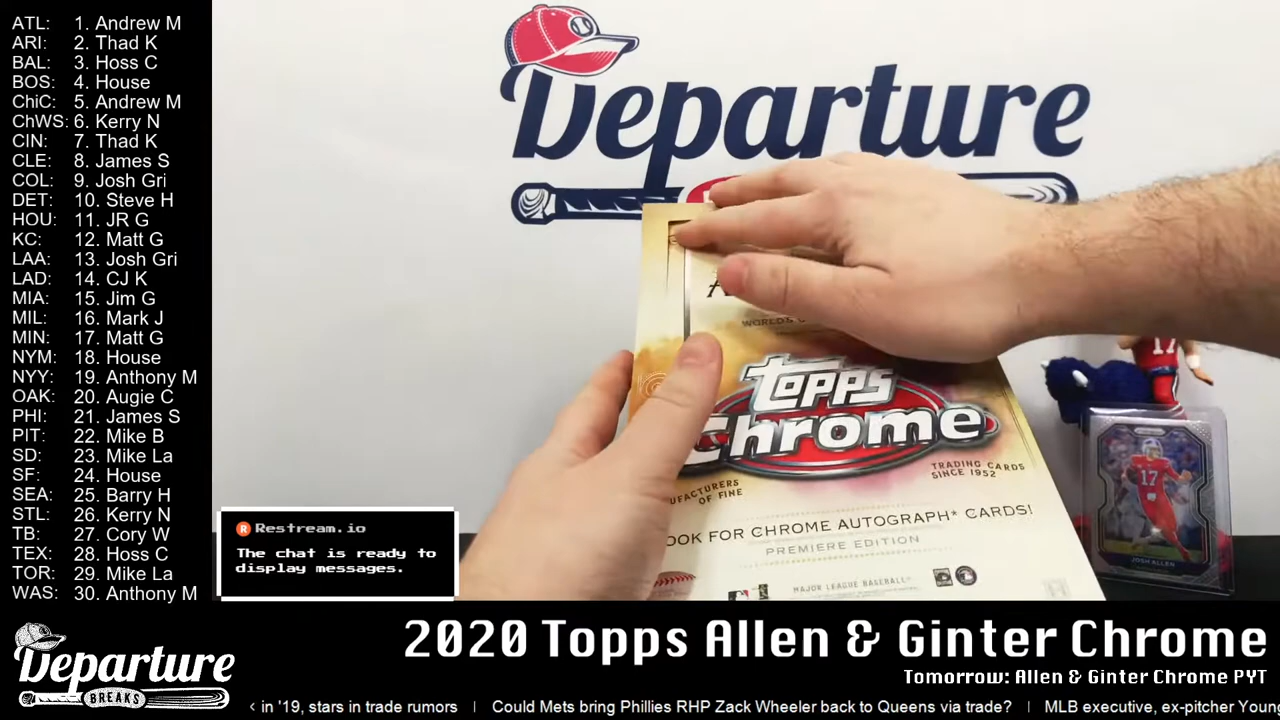 ATL: 1. Andrew M
ARI: 2. Thad K
BAL: 3. Hoss C
BOS: 4. House
ChiC: 5. Andrew M
ChWS: 6. Kerry N
CIN: 7. Thad K
CLE: 8. James S
COL: 9. Josh Gri
DET: 10. Steve H
HOU: 11. JR G
KC: 12. Matt G
LAA: 13. Josh Gri
LAD: 14. CJ K
MIA: 15. Jim G
MIL: 16. Mark J
MIN: 17. Matt G
NYM: 18. House
NYY: 19. Anthony M
OAK: 20. Augie C
PHI: 21. James S
PIT: 22. Mike B
SD: 23. Mike La
SF: 24. House
SEA: 25. Barry H
STL: 26. Kerry N
TB: 27. Cory W
TEX: 28. Hoss C
TOR: 29. Mike La
WAS: 30. Anthony M
Departure
topps
chrome
TRADING CARDS
SINCE 1952
OF FINE
FOR CHROME AUTOGRAPH* CARDS!
PREMIERE EDITION
MAJOR LEAGUE BASEBALL
17
17
JOSH ALLEN
Restream.io
The chat is ready to
display messages.
Departure
BREAKS
2020 Topps Allen & Ginter Chrome
Tomorrow: Allen & Ginter Chrome PYT
< in '19, stars in trade rumors | Could Mets bring Phillies RHP Zack Wheeler back to Queens via trade? | MLB executive, ex-pitcher Young